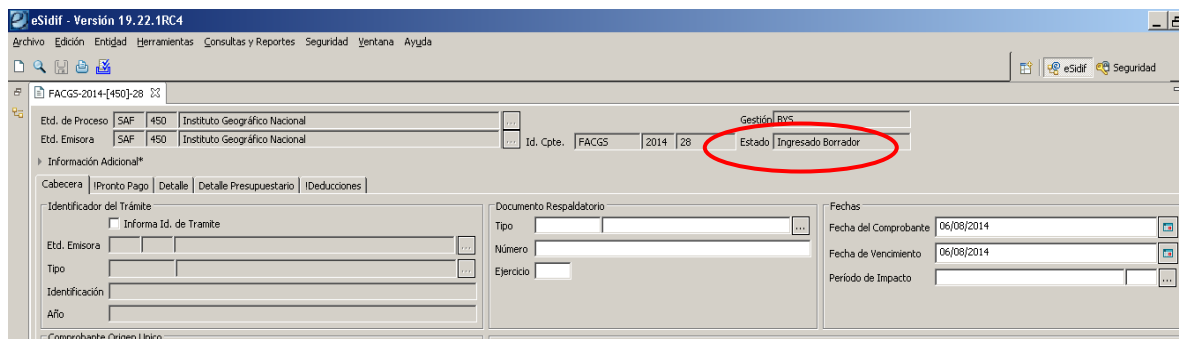 eSidif - Versión 19.22.1RC4
Archivo Edición Entidad Herramientas Consultas y Reportes Seguridad Ventana Ayuda
eSidif Seguridad
FACGS-2014-[450]-28
Etd. de Proceso SAF 450 Instituto Geográfico Nacional ... Gestión BYS
Etd. Emisora SAF 450 Instituto Geográfico Nacional ... Id. Cpte. FACGS 2014 28 Estado Ingresado Borrador
Información Adicional*
Cabecera !Pronto Pago Detalle Detalle Presupuestario !Deducciones
Identificador del Trámite Documento Respaldatorio Fechas
Informa Id. de Tramite Tipo ... Fecha del Comprobante 06/08/2014
Etd. Emisora ... Número Fecha de Vencimiento 06/08/2014
Tipo ... Ejercicio Período de Impacto ...
Identificación
Año
Comprobante Origen Unico